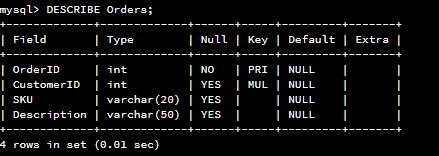 mysql> DESCRIBE Orders;
+-------------+-------------+------+-----+---------+-------+
| Field       | Type        | Null | Key | Default | Extra |
+-------------+-------------+------+-----+---------+-------+
| OrderID     | int         | NO   | PRI | NULL    |       |
| CustomerID  | int         | YES  | MUL | NULL    |       |
| SKU         | varchar(20) | YES  |     | NULL    |       |
| Description | varchar(50) | YES  |     | NULL    |       |
+-------------+-------------+------+-----+---------+-------+
4 rows in set (0.01 sec)